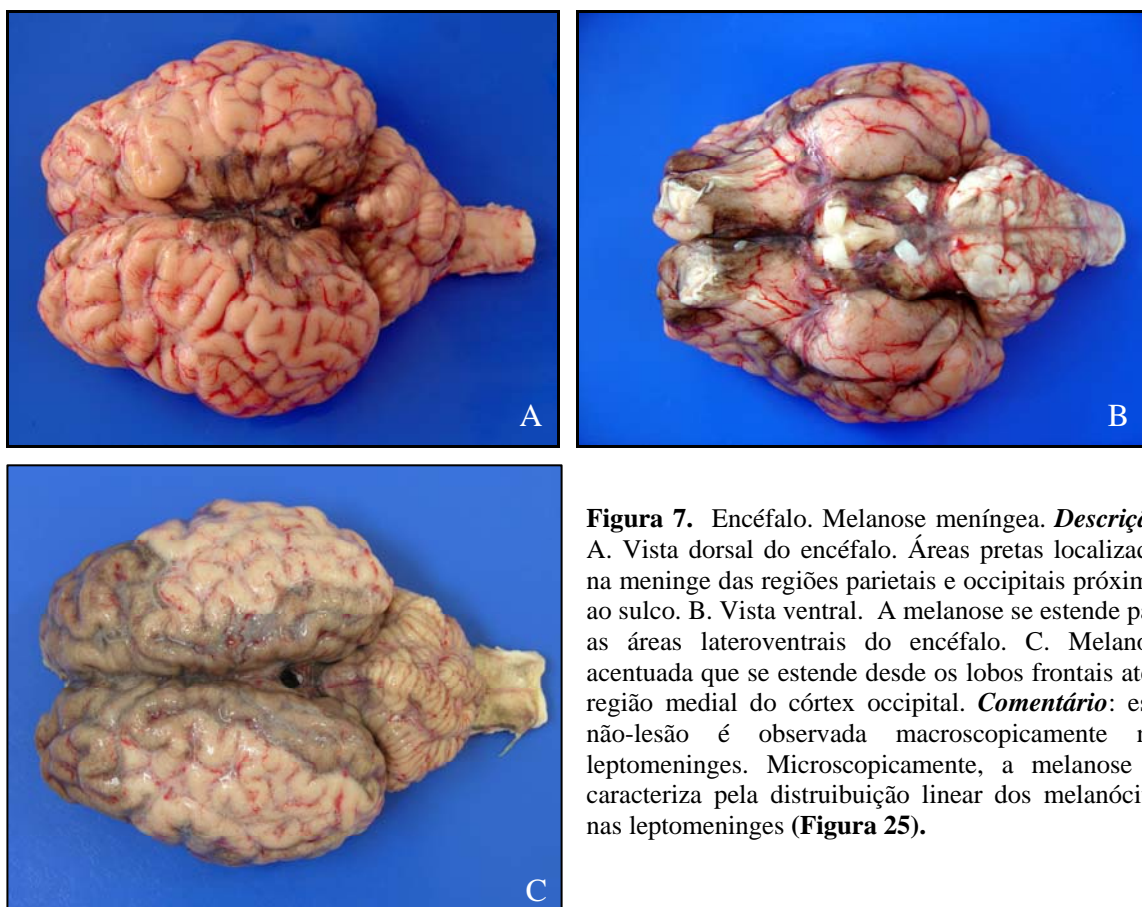 A
B
C
Figura 7. Encéfalo. Melanose meníngea. Descriçã
A. Vista dorsal do encéfalo. Áreas pretas localizad
na meninge das regiões parietais e occipitais próxim
ao sulco. B. Vista ventral. A melanose se estende pa
as áreas lateroventrais do encéfalo. C. Melano
acentuada que se estende desde os lobos frontais até
região medial do córtex occipital. Comentário: es
não-lesão é observada macroscopicamente n
leptomeninges. Microscopicamente, a melanose
caracteriza pela distruibuição linear dos melanóci
nas leptomeninges (Figura 25).